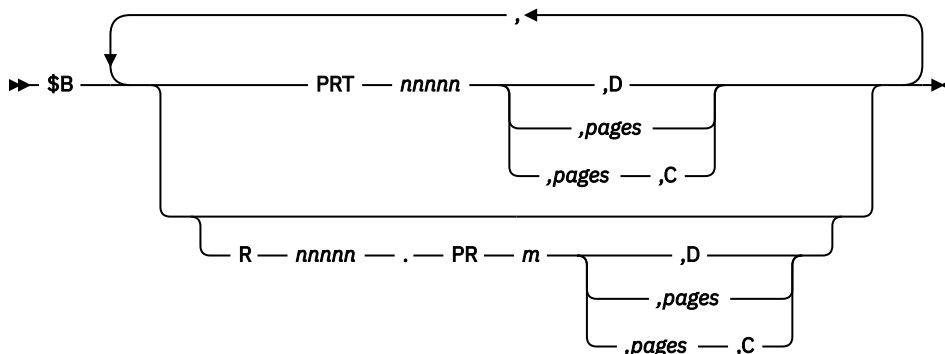 ,
$B PRT nnnnn ,D
,pages
,pages ,C
R nnnnn . PR m ,D
,pages
,pages ,C